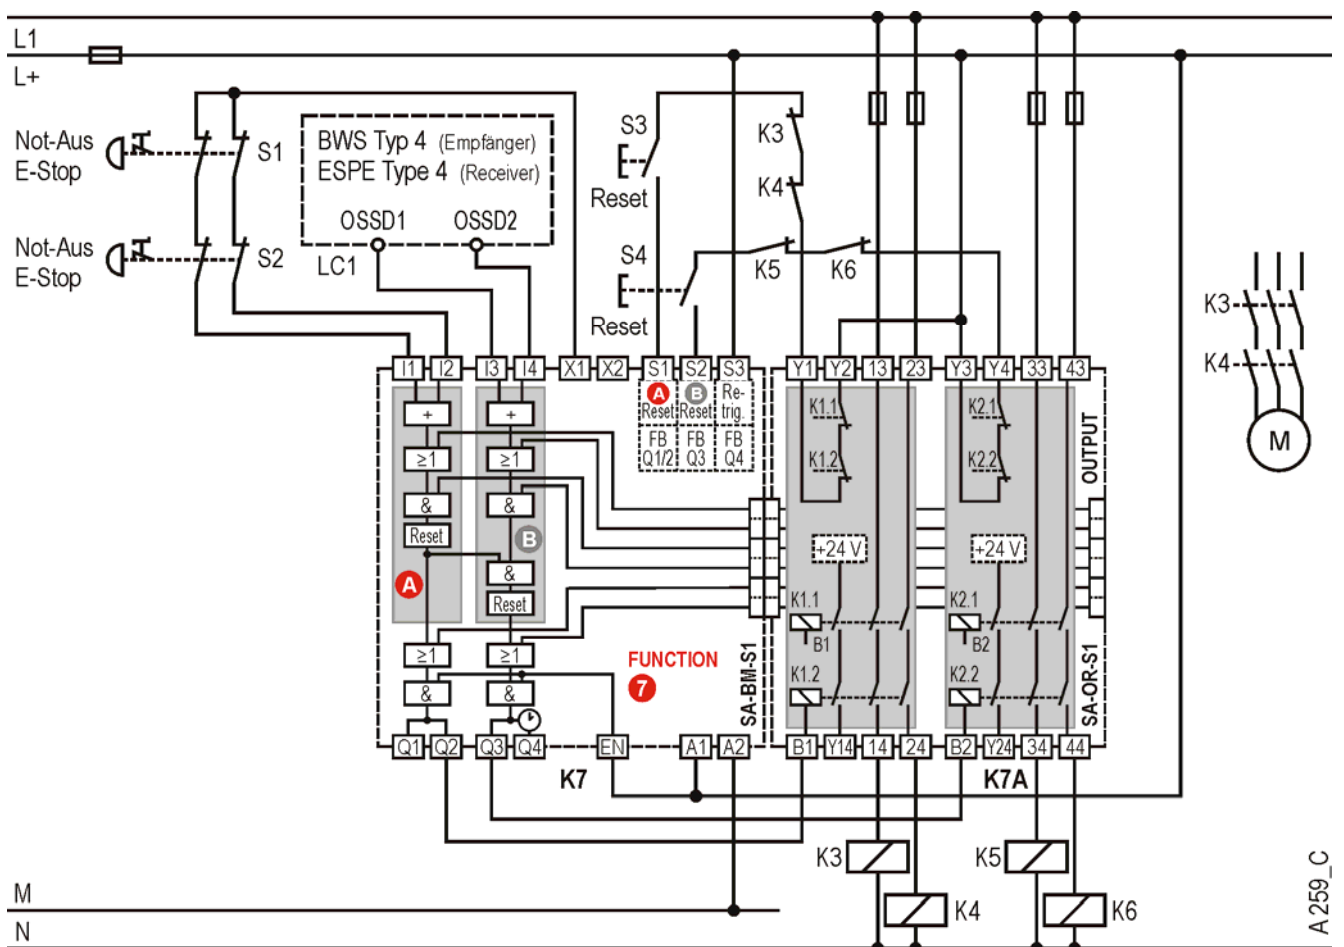 L1
L+
Not-Aus
E-Stop
S1
BWS Typ 4 (Empfänger)
ESPE Type 4 (Receiver)
OSSD1 OSSD2
LC1
Not-Aus
E-Stop
S2
S3
Reset
S4
Reset
K3
K4
K5 K6
K3
K4
M
I1 I2 I3 I4 X1 X2 S1 S2 S3 Y1 Y2 13 23 Y3 Y4 33 43
A B Re-
Reset Reset trig.
FB FB FB
Q1/2 Q3 Q4
+ +
≥1 ≥1
& &
Reset B
A
&
Reset
≥1 ≥1
& &
FUNCTION
7
SA-BM-S1
K1.1 K2.1
K1.2 K2.2
OUTPUT
+24 V +24 V
K1.1 K2.1
B1 B2
K1.2 K2.2
SA-OR-S1
Q1 Q2 Q3 Q4 EN A1 A2 B1 Y14 14 24 B2 Y24 34 44
K7 K7A
K3 K5
K4 K6
M
N
A259_C